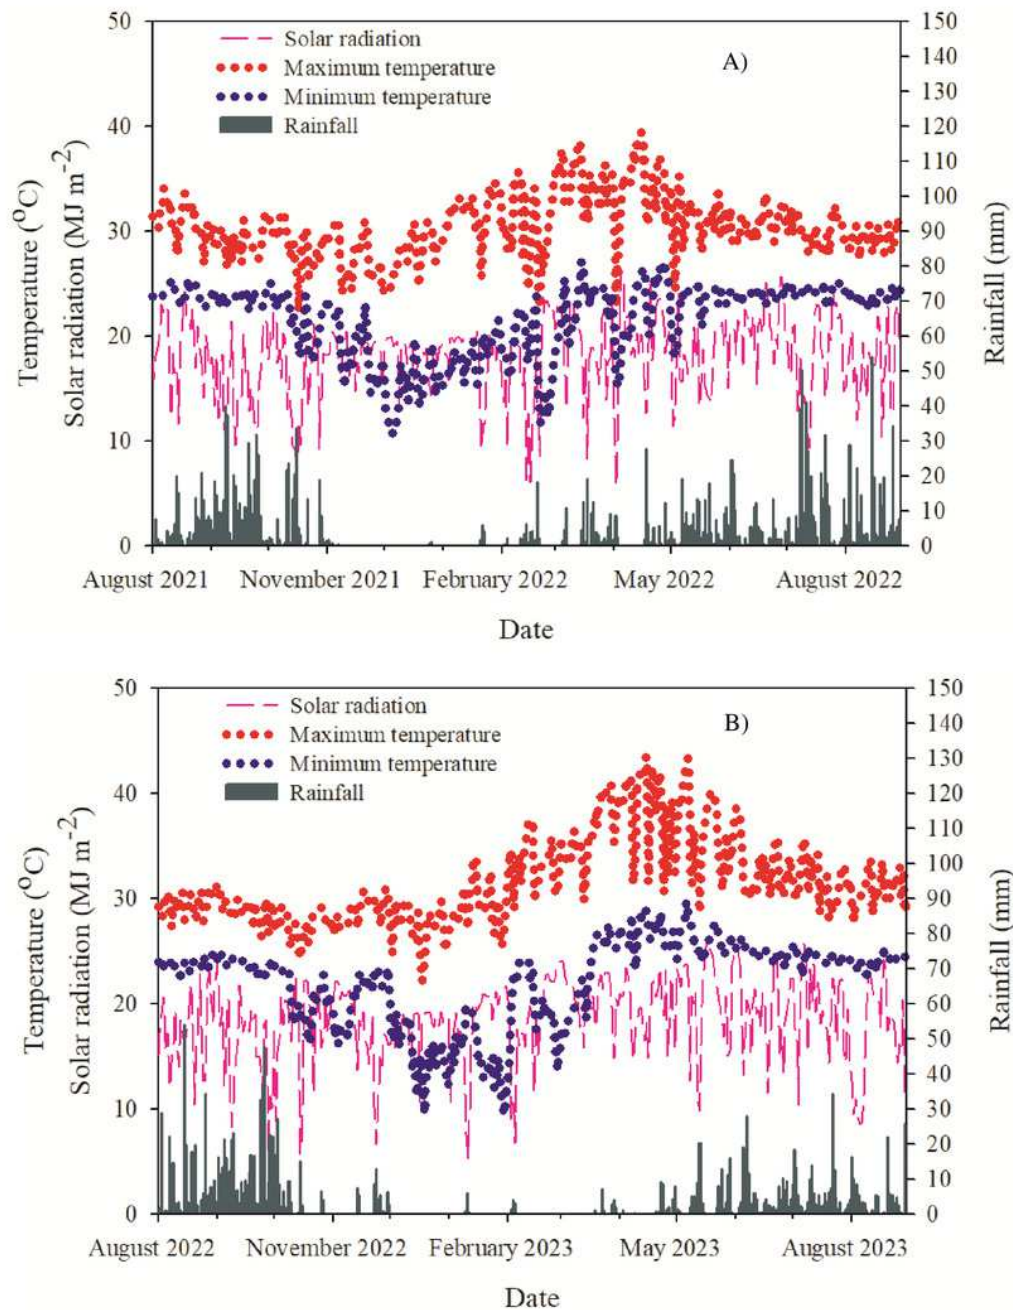 50
40
30
20
10
0
Temperature (°C)
Solar radiation (MJ m⁻²)
Solar radiation
Maximum temperature
Minimum temperature
Rainfall
A)
150
140
130
120
110
100
90
80
70
60
50
40
30
20
10
0
Rainfall (mm)
August 2021 November 2021 February 2022 May 2022 August 2022
Date
50
40
30
20
10
0
Temperature (°C)
Solar radiation (MJ m⁻²)
Solar radiation
Maximum temperature
Minimum temperature
Rainfall
B)
150
140
130
120
110
100
90
80
70
60
50
40
30
20
10
0
Rainfall (mm)
August 2022 November 2022 February 2023 May 2023 August 2023
Date